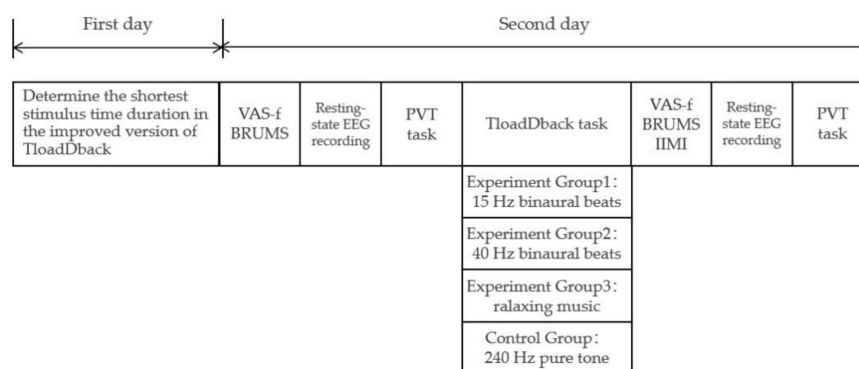 First day
Second day
Determine the shortest
stimulus time duration in
the improved version of
TloadDback
VAS-f
BRUMS
Resting-
state EEG
recording
PVT
task
TloadDback task
VAS-f
BRUMS
IIMI
Resting-
state EEG
recording
PVT
task
Experiment Group1:
15 Hz binaural beats
Experiment Group2:
40 Hz binaural beats
Experiment Group3:
ralaxing music
Control Group:
240 Hz pure tone